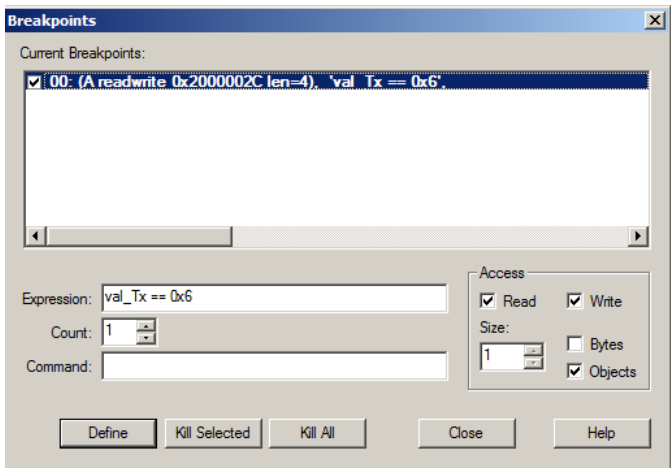 Breakpoints
Current Breakpoints:
00: (A readwrite 0x2000002C len=4), 'val_Tx == 0x6',
Access
Expression: val_Tx == 0x6
Read Write
Count: 1
Size:
1
Bytes
Command:
Objects
Define Kill Selected Kill All Close Help